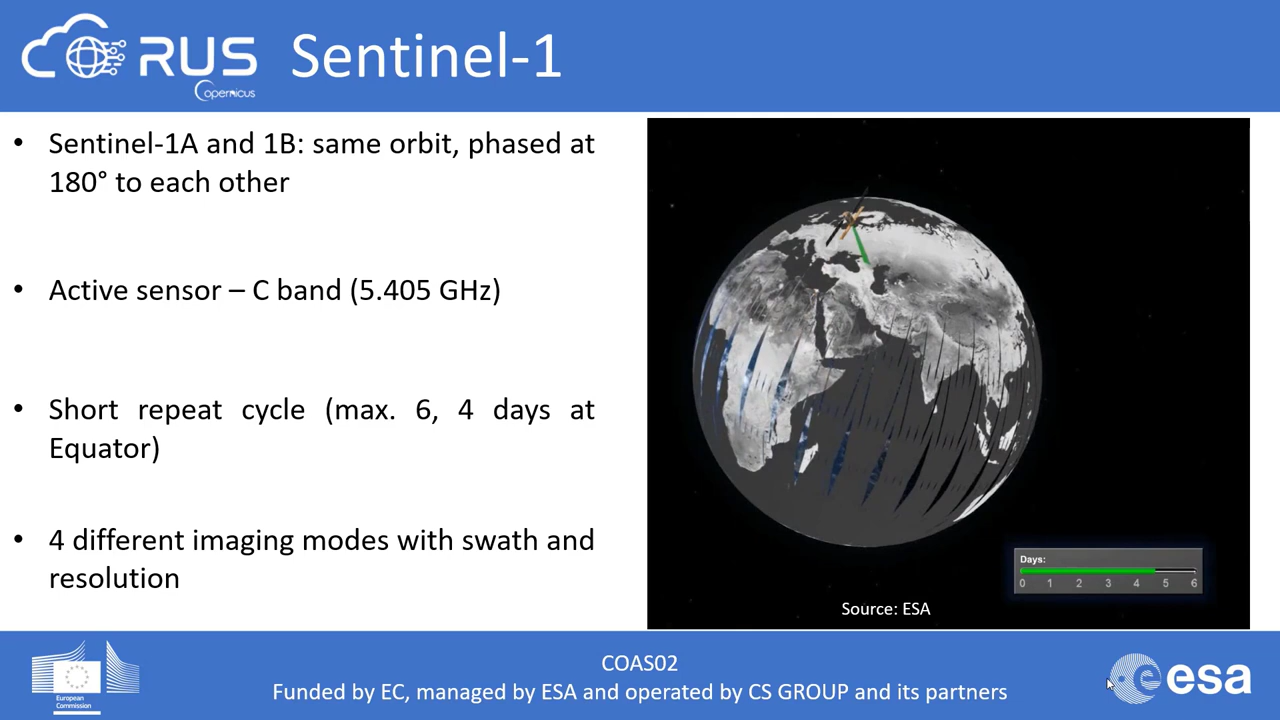 RUS
Copernicus
Sentinel-1
• Sentinel-1A and 1B: same orbit, phased at
180° to each other
• Active sensor – C band (5.405 GHz)
• Short repeat cycle (max. 6, 4 days at
Equator)
• 4 different imaging modes with swath and
resolution
Days:
0 1 2 3 4 5 6
Source: ESA
European
Commission
COAS02
Funded by EC, managed by ESA and operated by CS GROUP and its partners
esa